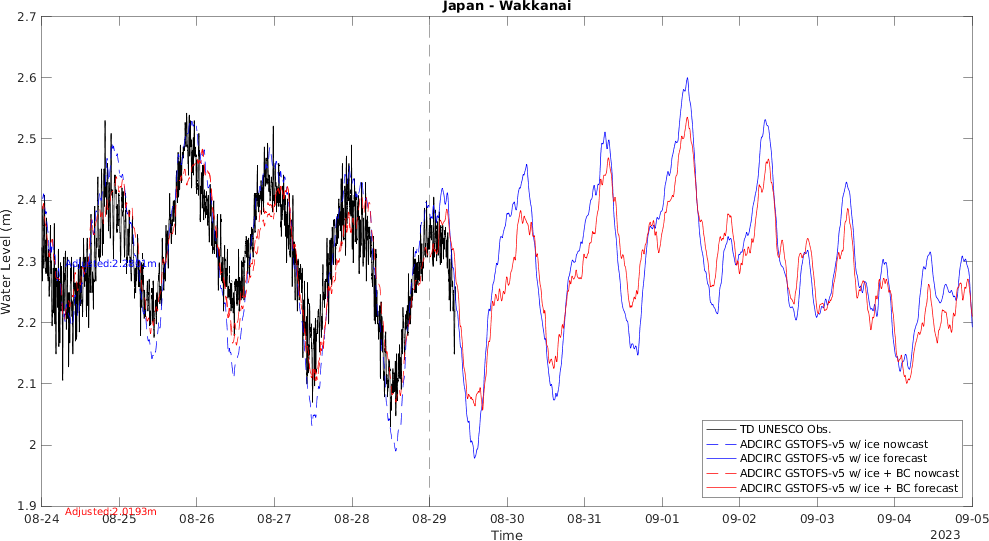 Japan - Wakkanai
2.7
2.6
2.5
2.4
2.3
2.2
2.1
2
1.9
Water Level (m)
Adjusted:2.0193m
TD UNESCO Obs.
ADCIRC GSTOFS-v5 w/ ice nowcast
ADCIRC GSTOFS-v5 w/ ice forecast
ADCIRC GSTOFS-v5 w/ ice + BC nowcast
ADCIRC GSTOFS-v5 w/ ice + BC forecast
08-24 08-25 08-26 08-27 08-28 08-29 08-30 08-31 09-01 09-02 09-03 09-04 09-05
Time
2023